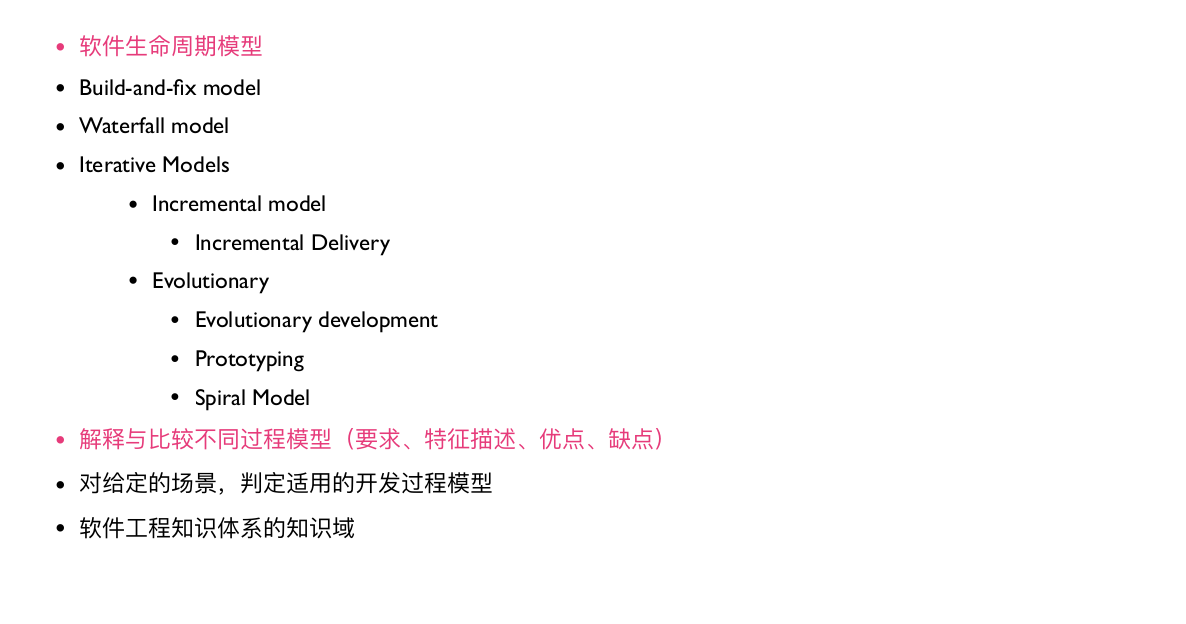 • 软件生命周期模型
• Build-and-fix model
• Waterfall model
• Iterative Models
• Incremental model
• Incremental Delivery
• Evolutionary
• Evolutionary development
• Prototyping
• Spiral Model
• 解释与比较不同过程模型（要求、特征描述、优点、缺点）
• 对给定的场景，判定适用的开发过程模型
• 软件工程知识体系的知识域